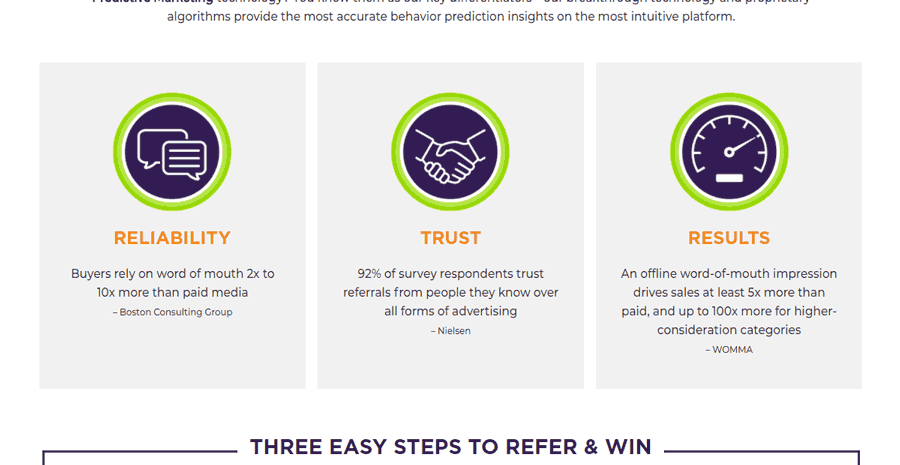 Predictive Marketing technology? You know them as our key differentiators - our breakthrough technology and proprietary
algorithms provide the most accurate behavior prediction insights on the most intuitive platform.
RELIABILITY
Buyers rely on word of mouth 2x to
10x more than paid media
– Boston Consulting Group
TRUST
92% of survey respondents trust
referrals from people they know over
all forms of advertising
– Nielsen
RESULTS
An offline word-of-mouth impression
drives sales at least 5x more than
paid, and up to 100x more for higher-
consideration categories
– WOMMA
THREE EASY STEPS TO REFER & WIN